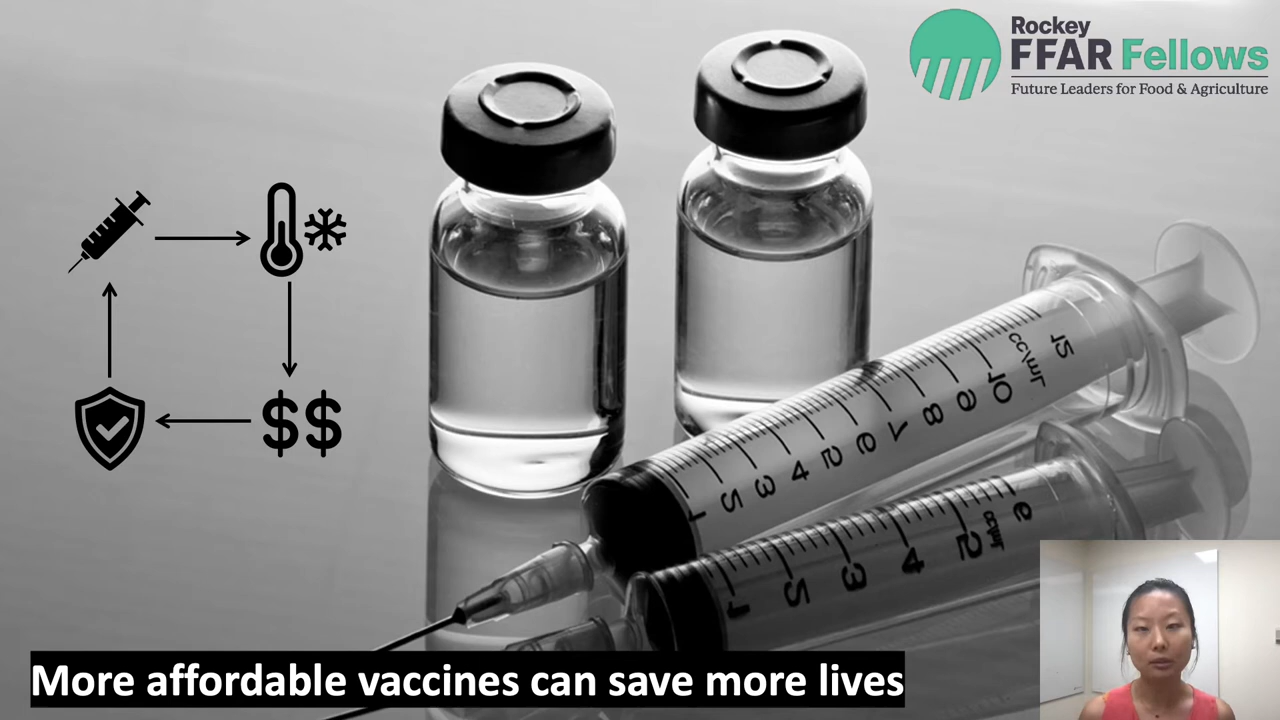 Rockey
FFAR Fellows
Future Leaders for Food & Agriculture
$$
More affordable vaccines can save more lives